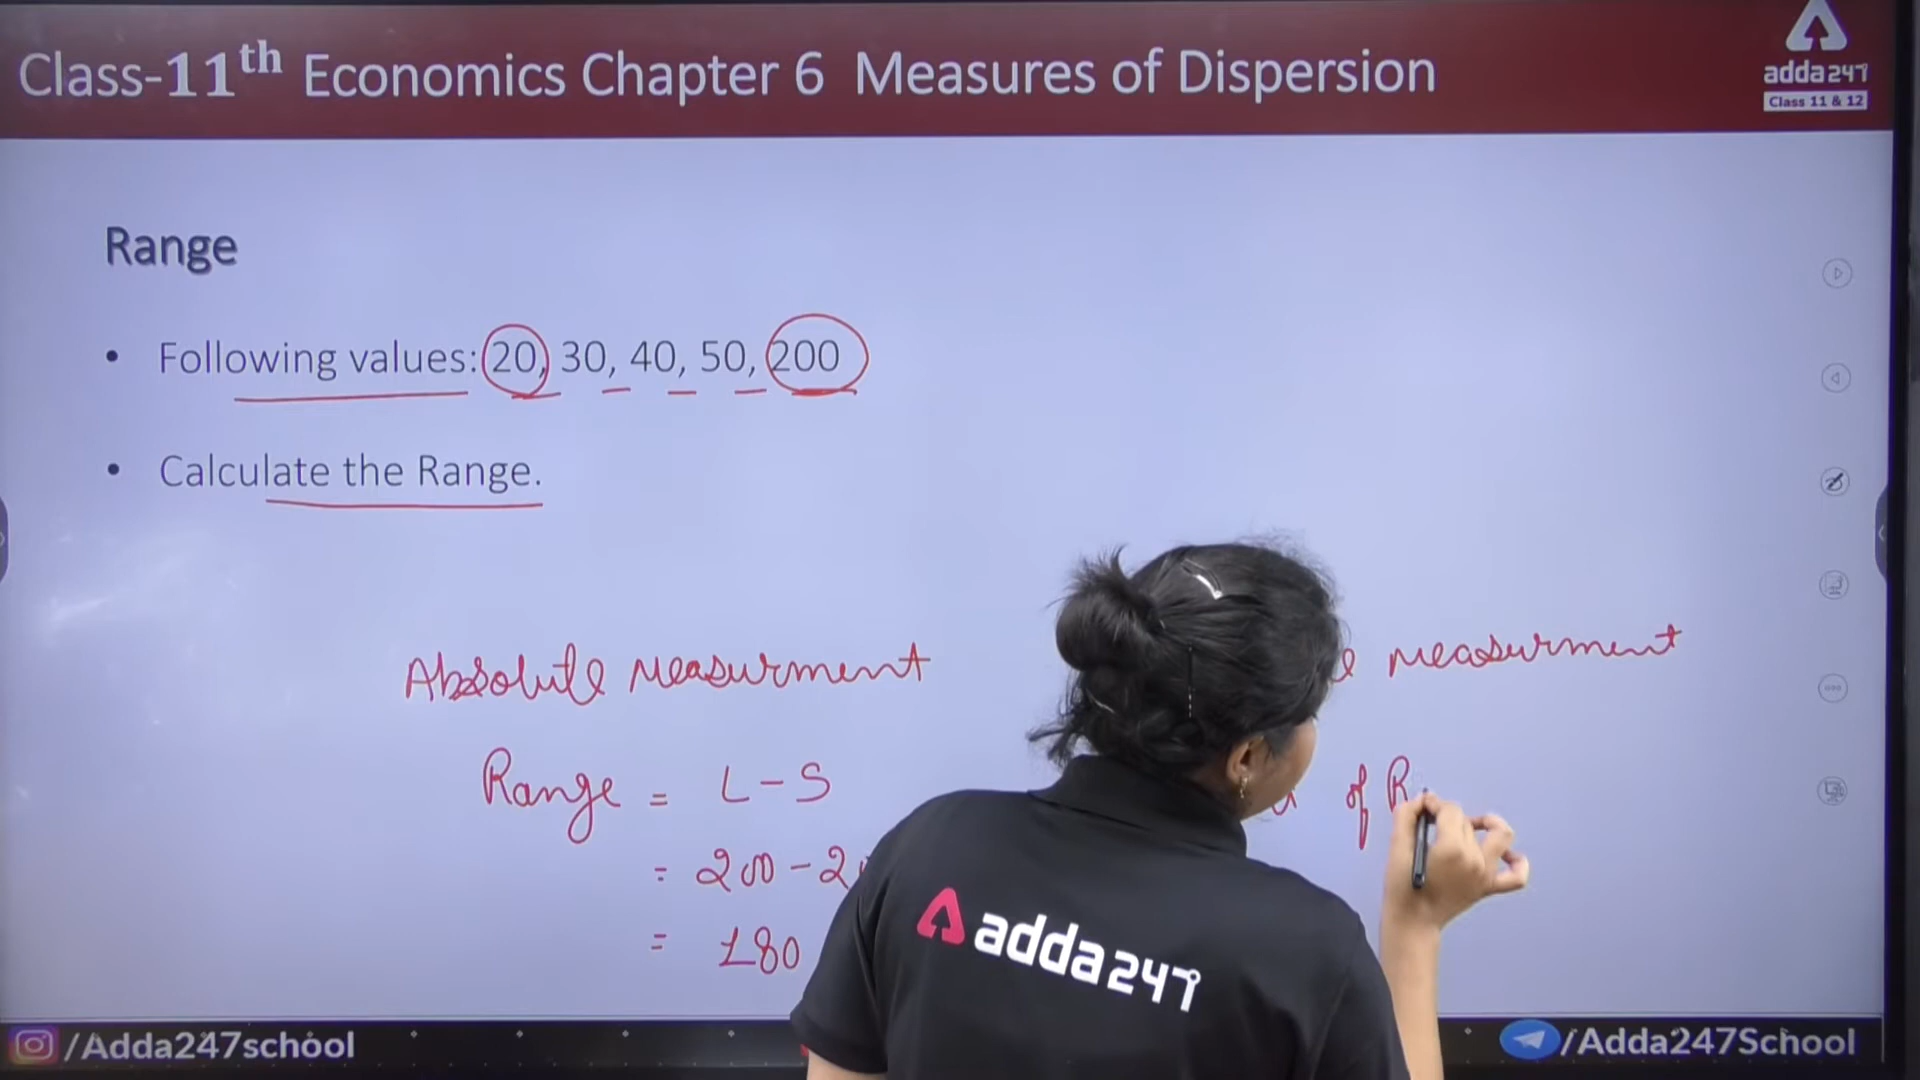 Class-11th Economics Chapter 6 Measures of Dispersion
adda247
Class 11 & 12
Range
• Following values: 20, 30, 40, 50, 200
• Calculate the Range.
Absolute Measurment
measurment
Range = L - S
of R
= 200 - 2
= 180
adda247
/Adda247school
/Adda247School